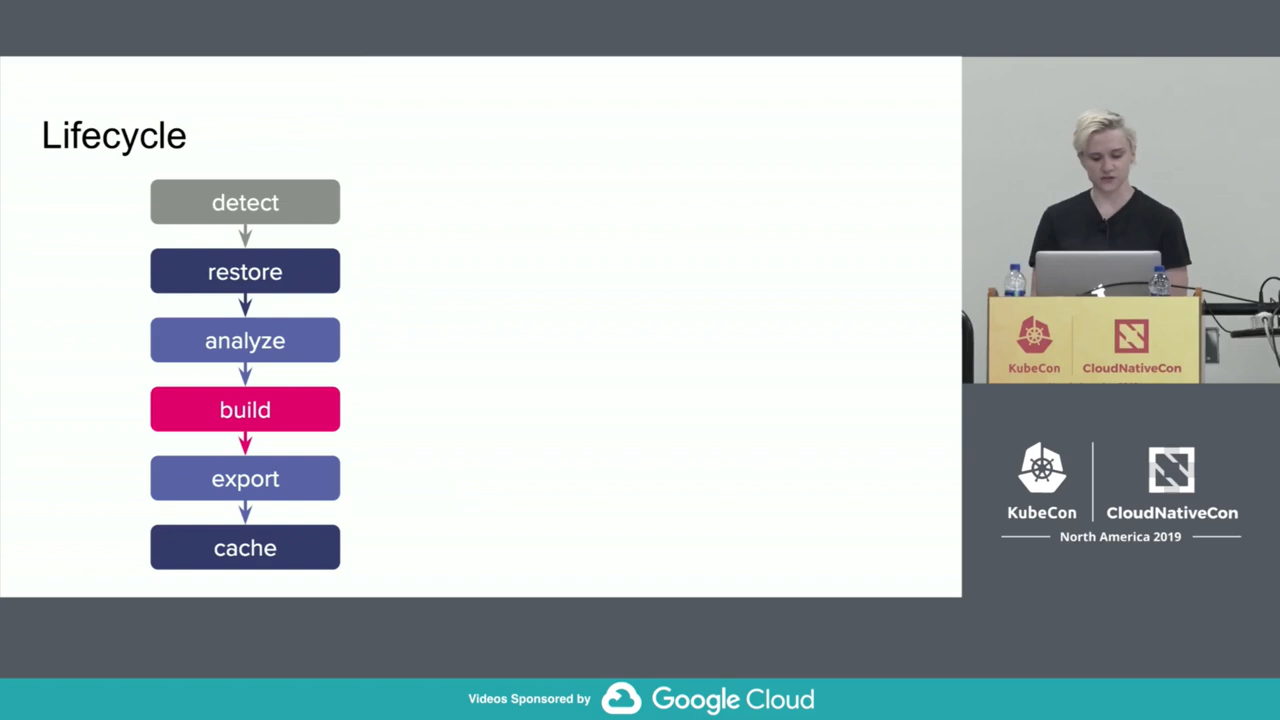 Lifecycle
detect
restore
analyze
build
export
cache
KubeCon
CloudNativeCon
KubeCon
CloudNativeCon
North America 2019
Videos Sponsored by
Google Cloud